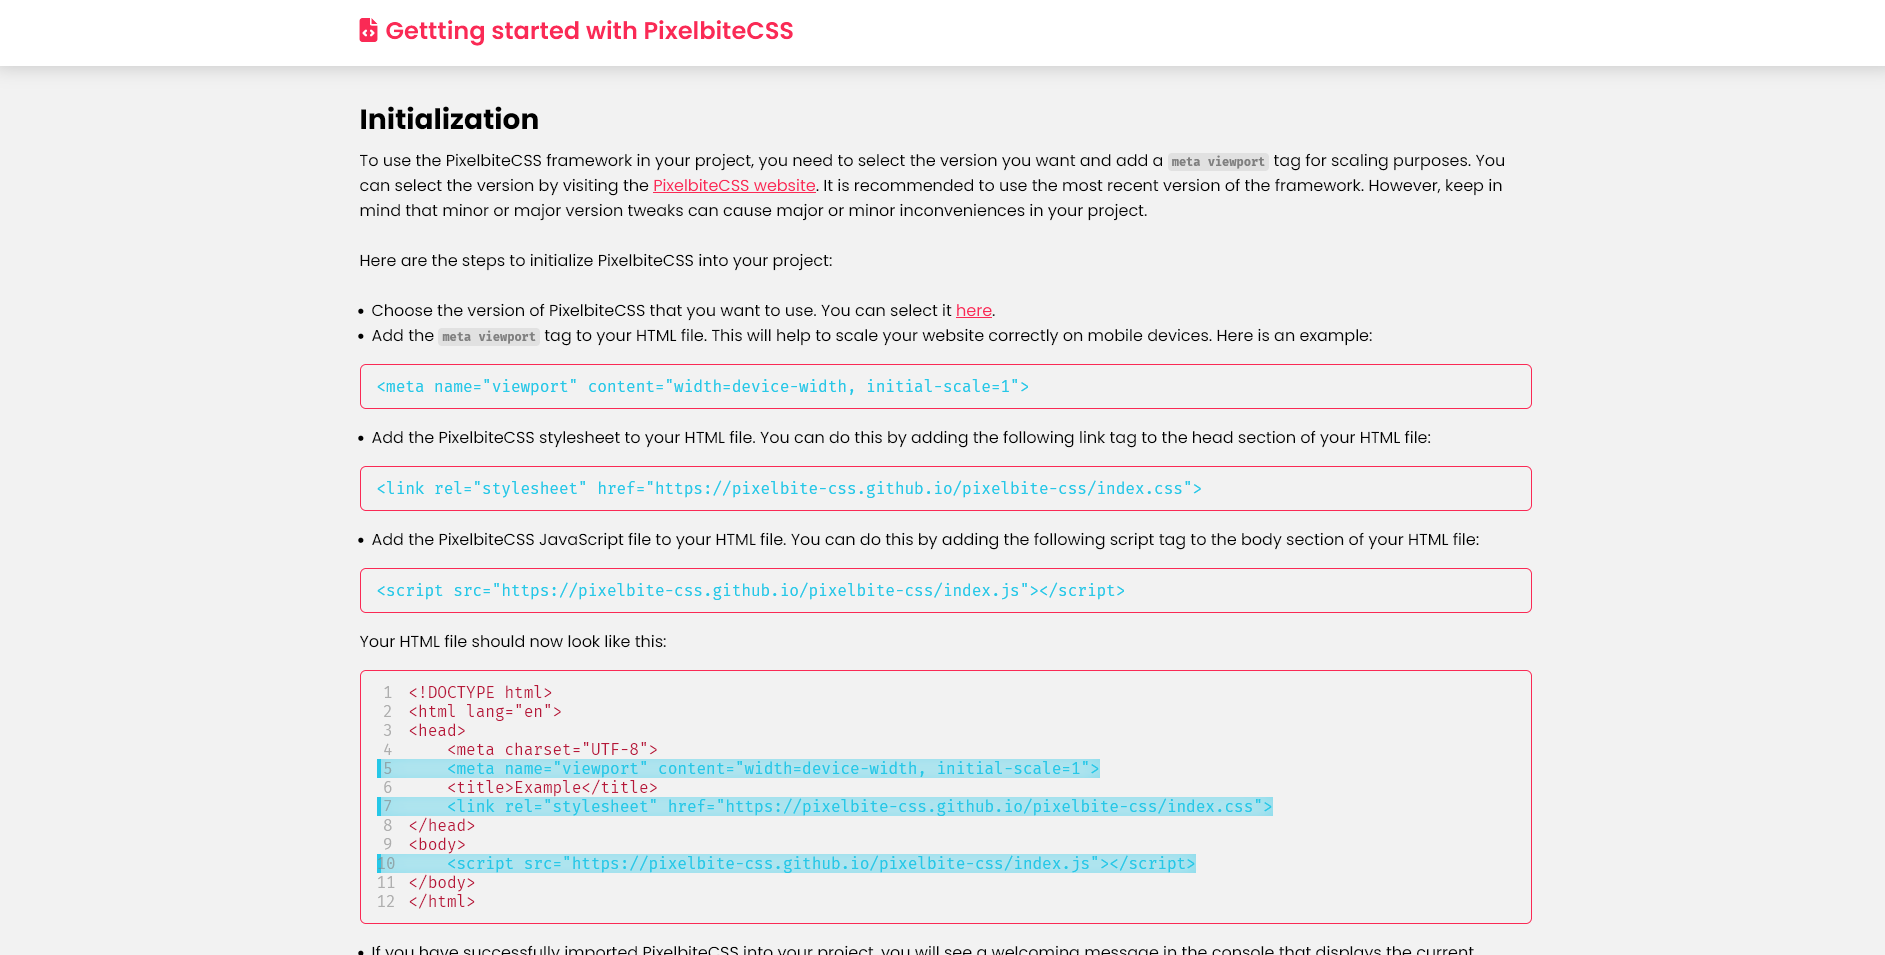 Gettting started with PixelbiteCSS
Initialization
To use the PixelbiteCSS framework in your project, you need to select the version you want and add a meta viewport tag for scaling purposes. You
can select the version by visiting the PixelbiteCSS website. It is recommended to use the most recent version of the framework. However, keep in
mind that minor or major version tweaks can cause major or minor inconveniences in your project.
Here are the steps to initialize PixelbiteCSS into your project:
• Choose the version of PixelbiteCSS that you want to use. You can select it here.
• Add the meta viewport tag to your HTML file. This will help to scale your website correctly on mobile devices. Here is an example:
<meta name="viewport" content="width=device-width, initial-scale=1">
• Add the PixelbiteCSS stylesheet to your HTML file. You can do this by adding the following link tag to the head section of your HTML file:
<link rel="stylesheet" href="https://pixelbite-css.github.io/pixelbite-css/index.css">
• Add the PixelbiteCSS JavaScript file to your HTML file. You can do this by adding the following script tag to the body section of your HTML file:
<script src="https://pixelbite-css.github.io/pixelbite-css/index.js"></script>
Your HTML file should now look like this:
1 <!DOCTYPE html>
2 <html lang="en">
3 <head>
4     <meta charset="UTF-8">
5     <meta name="viewport" content="width=device-width, initial-scale=1">
6     <title>Example</title>
7     <link rel="stylesheet" href="https://pixelbite-css.github.io/pixelbite-css/index.css">
8 </head>
9 <body>
10     <script src="https://pixelbite-css.github.io/pixelbite-css/index.js"></script>
11 </body>
12 </html>
• If you have successfully imported PixelbiteCSS into your project, you will see a welcoming message in the console that displays the current